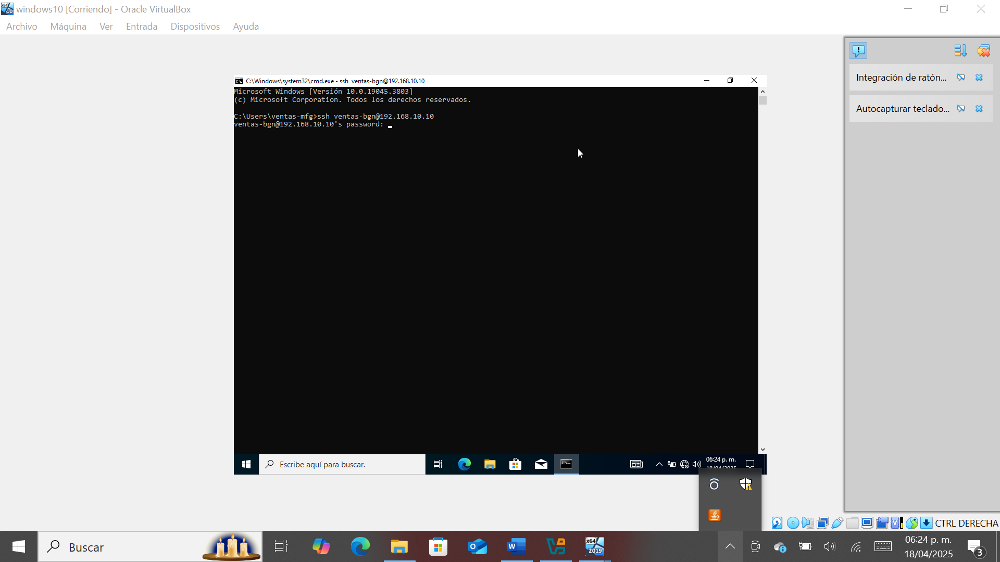 windows10 [Corriendo] - Oracle VirtualBox
Archivo Máquina Ver Entrada Dispositivos Ayuda
Integración de ratón...
Autocapturar teclado...
C:\Windows\system32\cmd.exe - ssh ventas-bgn@192.168.10.10
Microsoft Windows [Versión 10.0.19045.3803]
(c) Microsoft Corporation. Todos los derechos reservados.
C:\Users\ventas-mfg>ssh ventas-bgn@192.168.10.10
ventas-bgn@192.168.10.10's password:
Escribe aquí para buscar.
06:24 p. m.
18/04/2025
CTRL DERECHA
Buscar
06:24 p. m.
18/04/2025
3